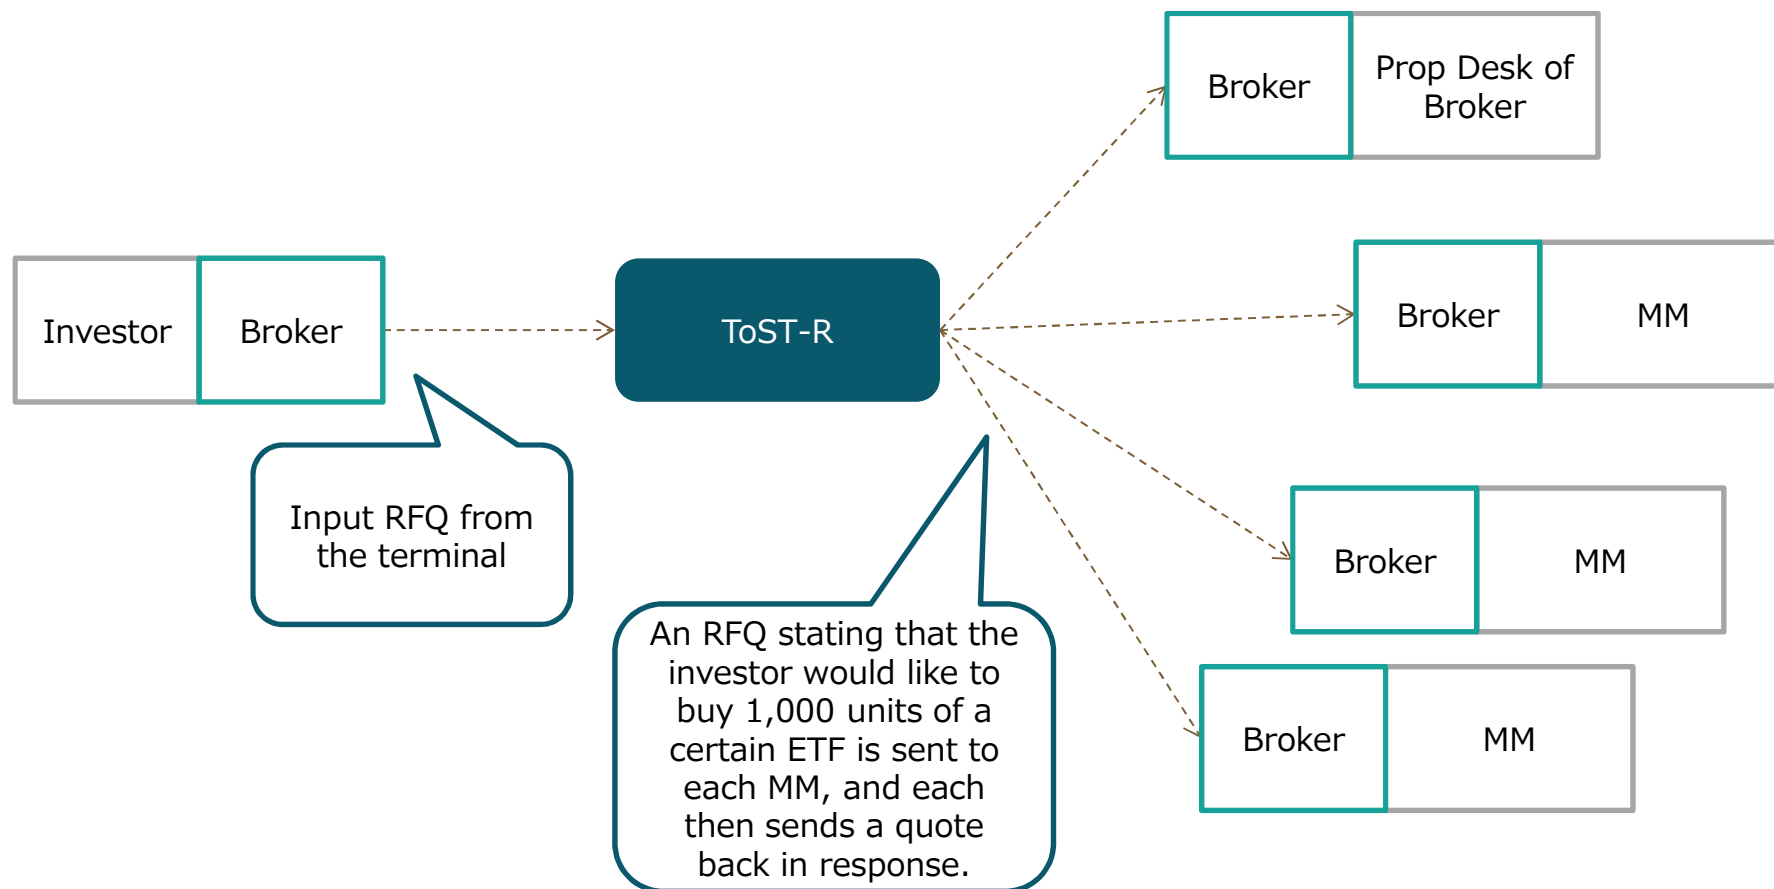 Broker
Prop Desk of
Broker
Investor
Broker
ToST-R
Broker
MM
Input RFQ from
the terminal
Broker
MM
An RFQ stating that the
investor would like to
buy 1,000 units of a
certain ETF is sent to
each MM, and each
then sends a quote
back in response.
Broker
MM